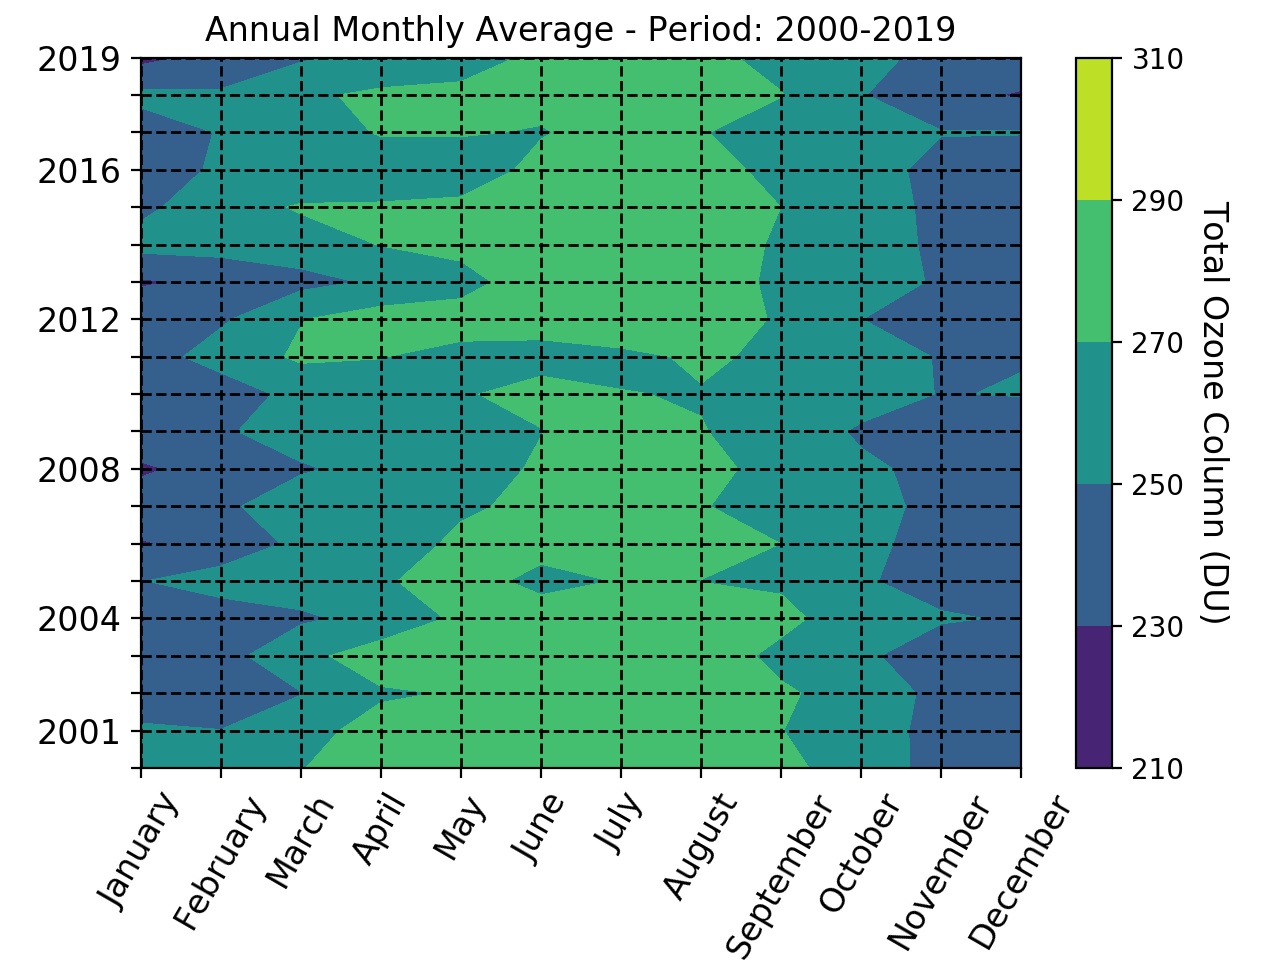 Annual Monthly Average - Period: 2000-2019
2019
2016
2012
2008
2004
2001
January
February
March
April
May
June
July
August
September
October
November
December
310
290
270
250
230
210
Total Ozone Column (DU)